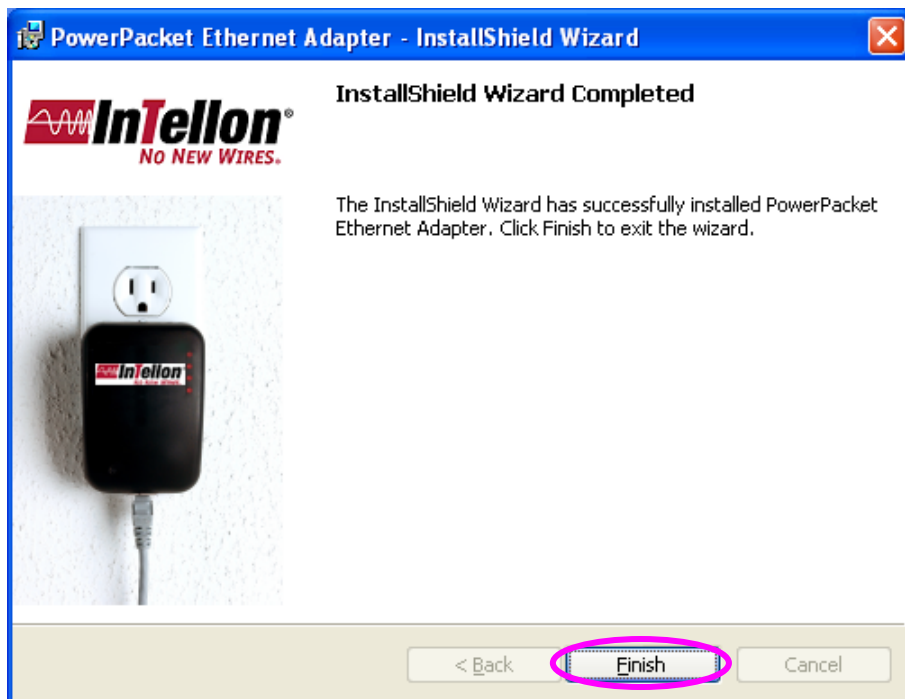 PowerPacket Ethernet Adapter - InstallShield Wizard
InTellon®
NO NEW WIRES.
InstallShield Wizard Completed
The InstallShield Wizard has successfully installed PowerPacket
Ethernet Adapter. Click Finish to exit the wizard.
InTellon
< Back
Finish
Cancel